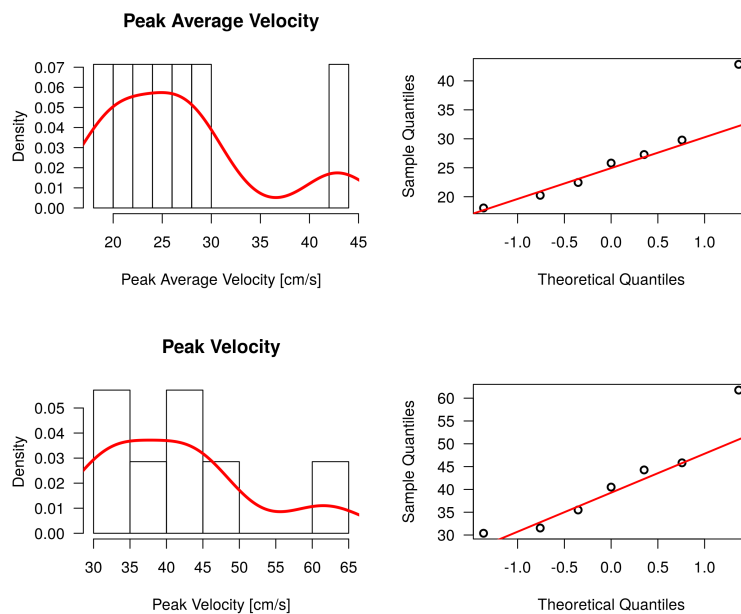 Peak Average Velocity
Density
0.00
0.01
0.02
0.03
0.04
0.05
0.06
0.07
20 25 30 35 40 45
Peak Average Velocity [cm/s]
Sample Quantiles
20
25
30
35
40
-1.0 -0.5 0.0 0.5 1.0
Theoretical Quantiles
Peak Velocity
Density
0.00
0.01
0.02
0.03
0.04
0.05
30 35 40 45 50 55 60 65
Peak Velocity [cm/s]
Sample Quantiles
30
35
40
45
50
55
60
-1.0 -0.5 0.0 0.5 1.0
Theoretical Quantiles